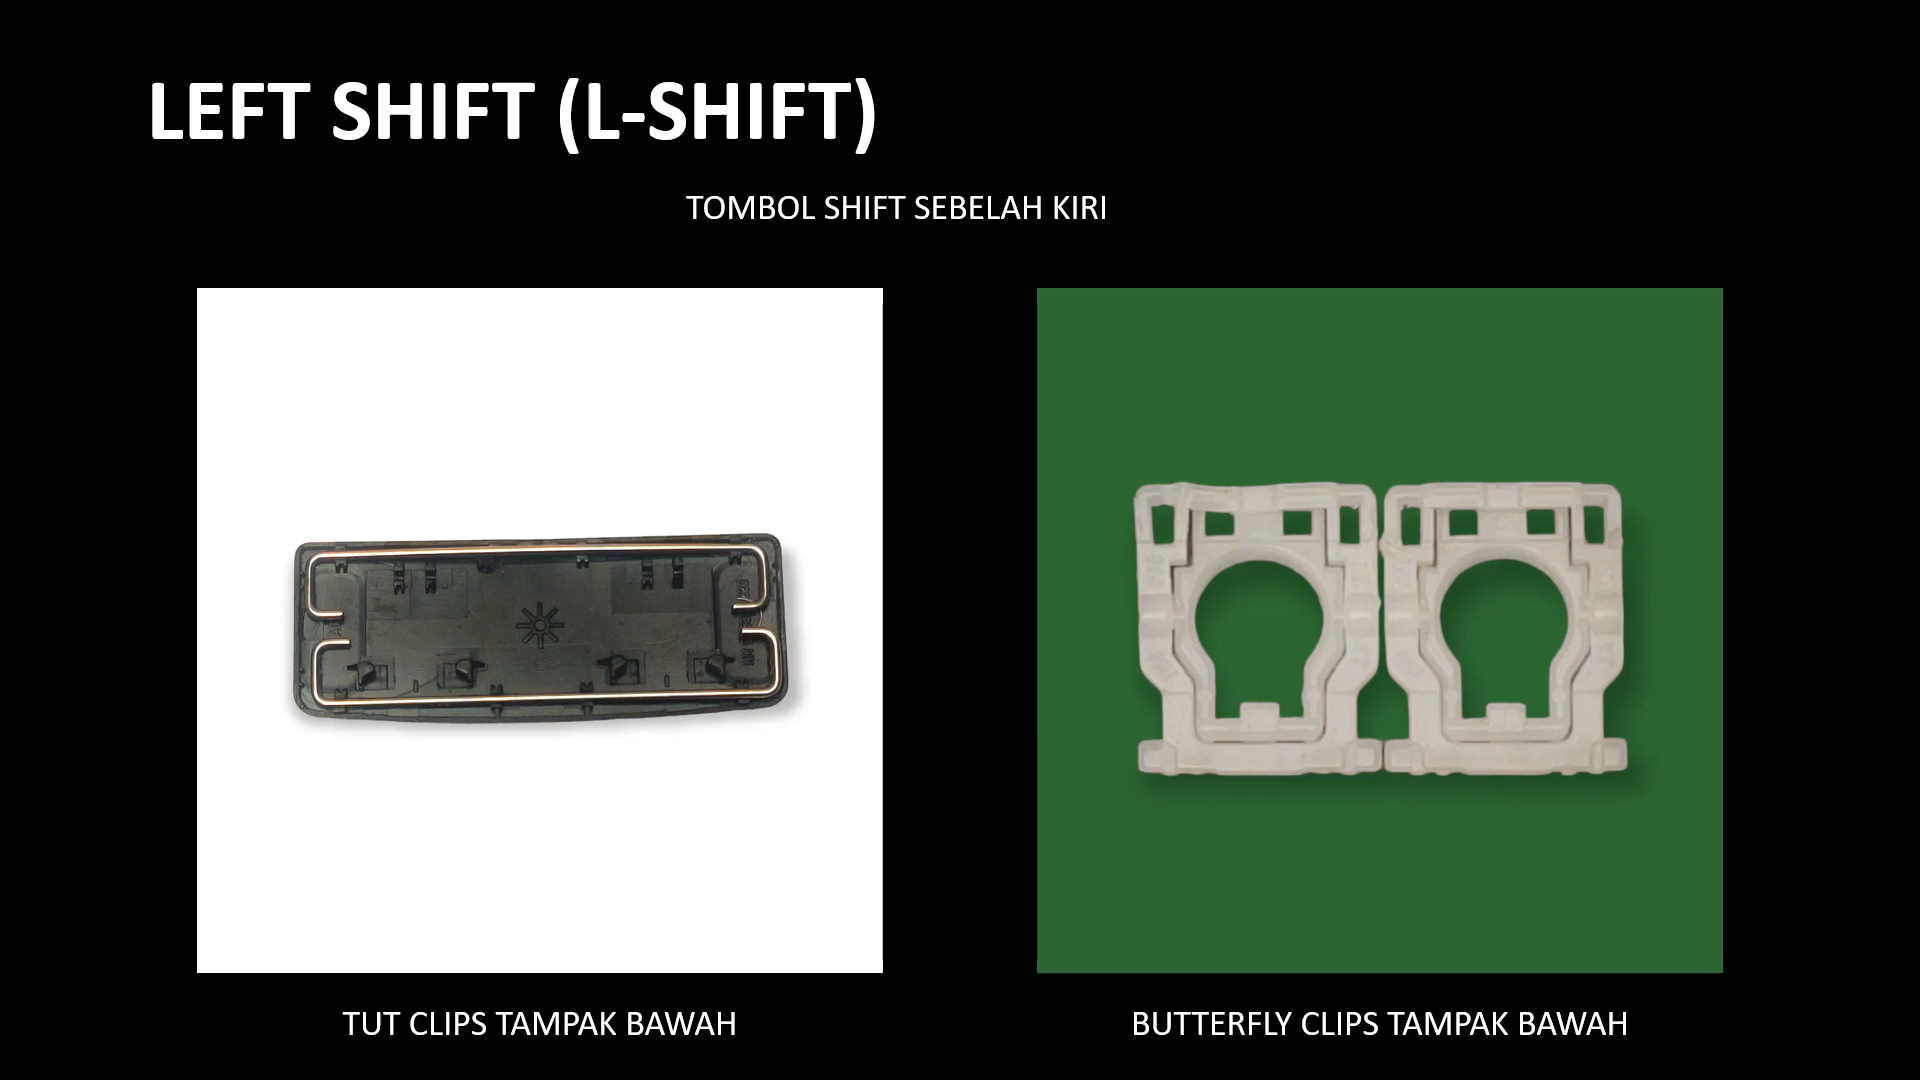 LEFT SHIFT (L-SHIFT)
TOMBOL SHIFT SEBELAH KIRI
TUT CLIPS TAMPAK BAWAH
BUTTERFLY CLIPS TAMPAK BAWAH